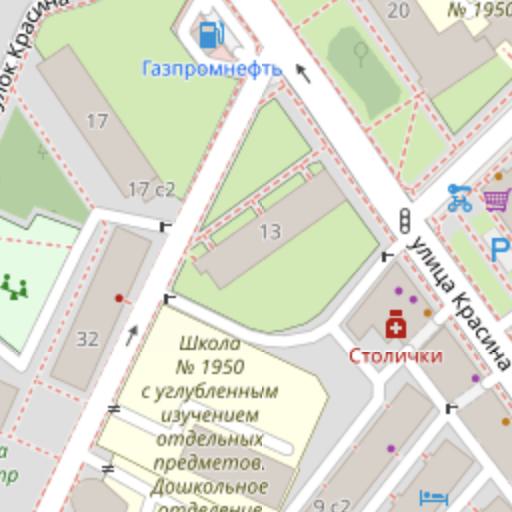 20
№ 1950
Красина
Газпромнефть
17
17 с2
13
улица Красина
P
32
Столички
Школа
№ 1950
с углубленным
изучением
отдельных
предметов.
Дошкольное
отделение
9 с2